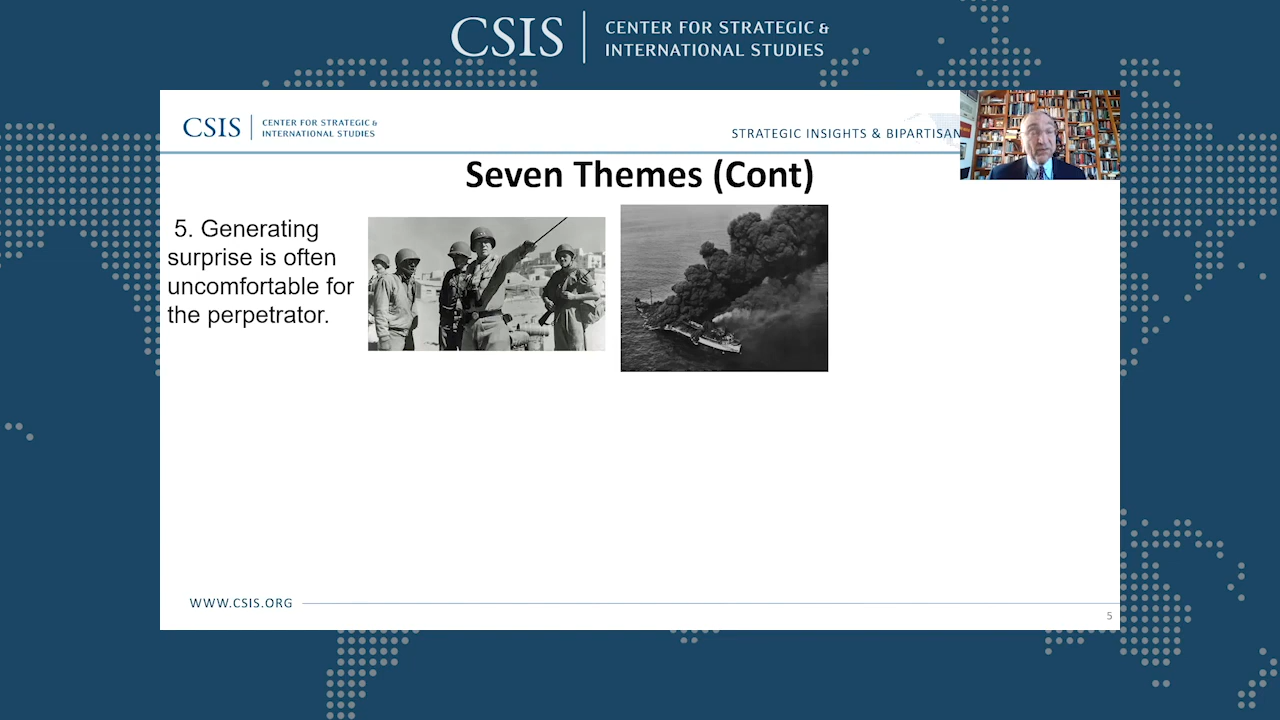 CSIS
CENTER FOR STRATEGIC &
INTERNATIONAL STUDIES
CSIS
CENTER FOR STRATEGIC &
INTERNATIONAL STUDIES
STRATEGIC INSIGHTS & BIPARTISAN
Seven Themes (Cont)
5. Generating
surprise is often
uncomfortable for
the perpetrator.
WWW.CSIS.ORG
5